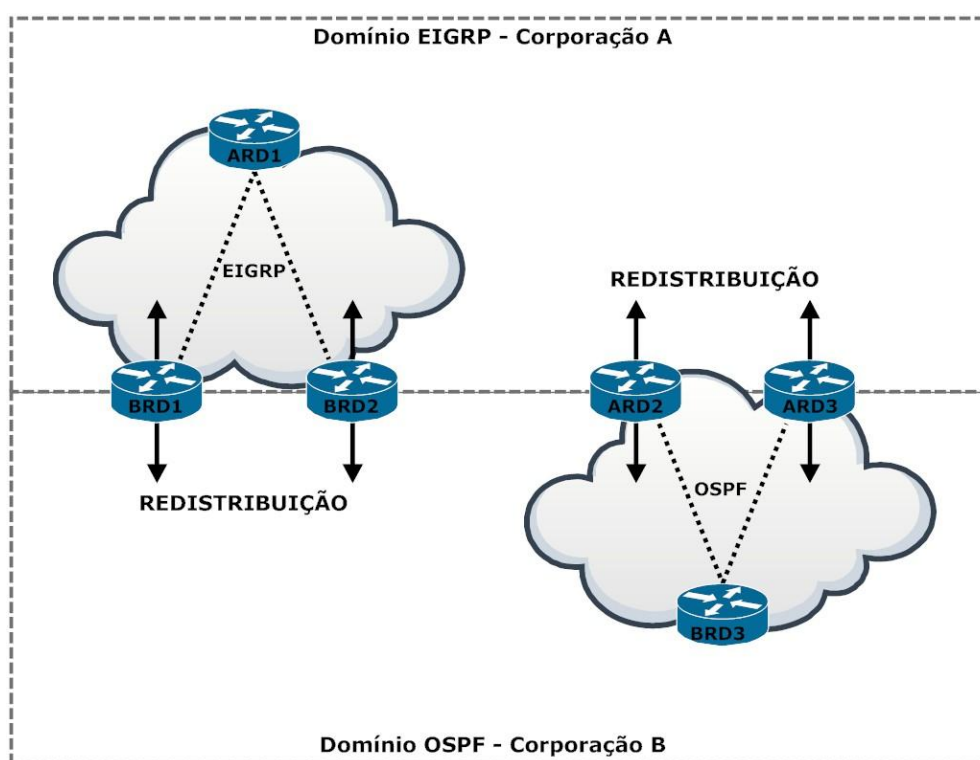 Domínio EIGRP - Corporação A
ARD1
EIGRP
REDISTRIBUIÇÃO
BRD1
BRD2
ARD2
ARD3
REDISTRIBUIÇÃO
OSPF
BRD3
Domínio OSPF - Corporação B